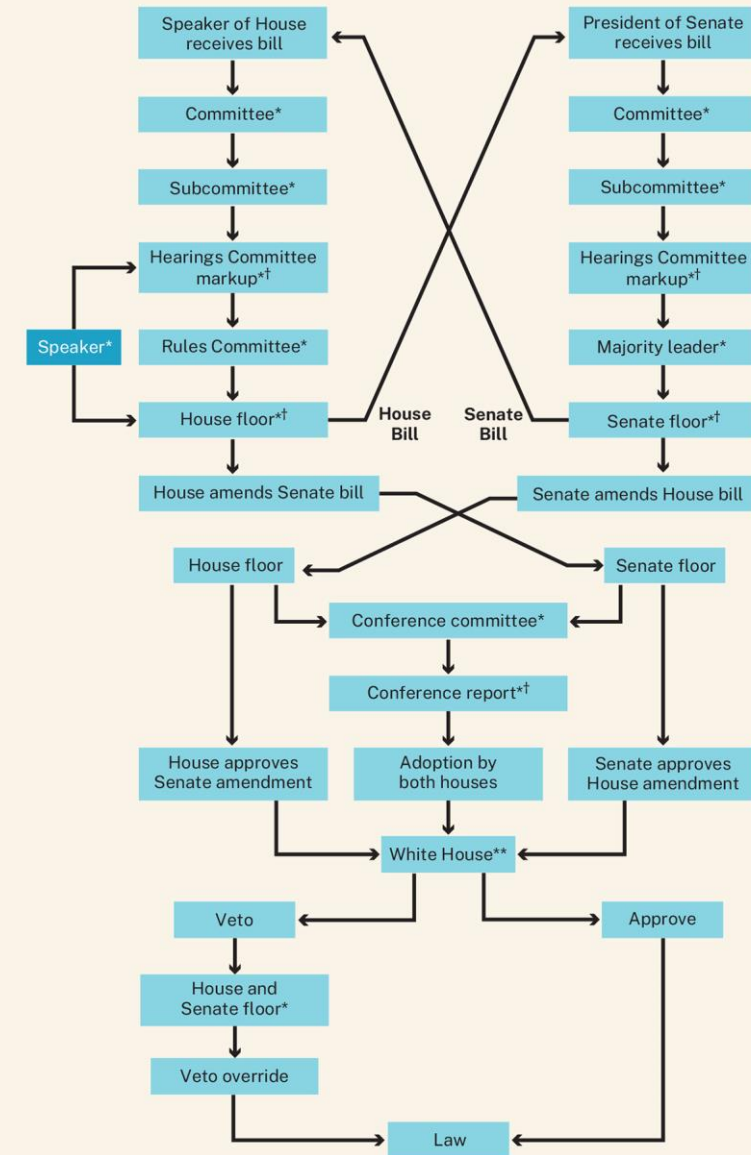 Speaker of House
receives bill
President of Senate
receives bill
Committee*
Committee*
Subcommittee*
Subcommittee*
Hearings Committee
markup*†
Hearings Committee
markup*†
Speaker*
Rules Committee*
Majority leader*
House floor*†
House
Bill
Senate
Bill
Senate floor*†
House amends Senate bill
Senate amends House bill
House floor
Senate floor
Conference committee*
Conference report*†
House approves
Senate amendment
Adoption by
both houses
Senate approves
House amendment
White House**
Veto
Approve
House and
Senate floor*
Veto override
Law